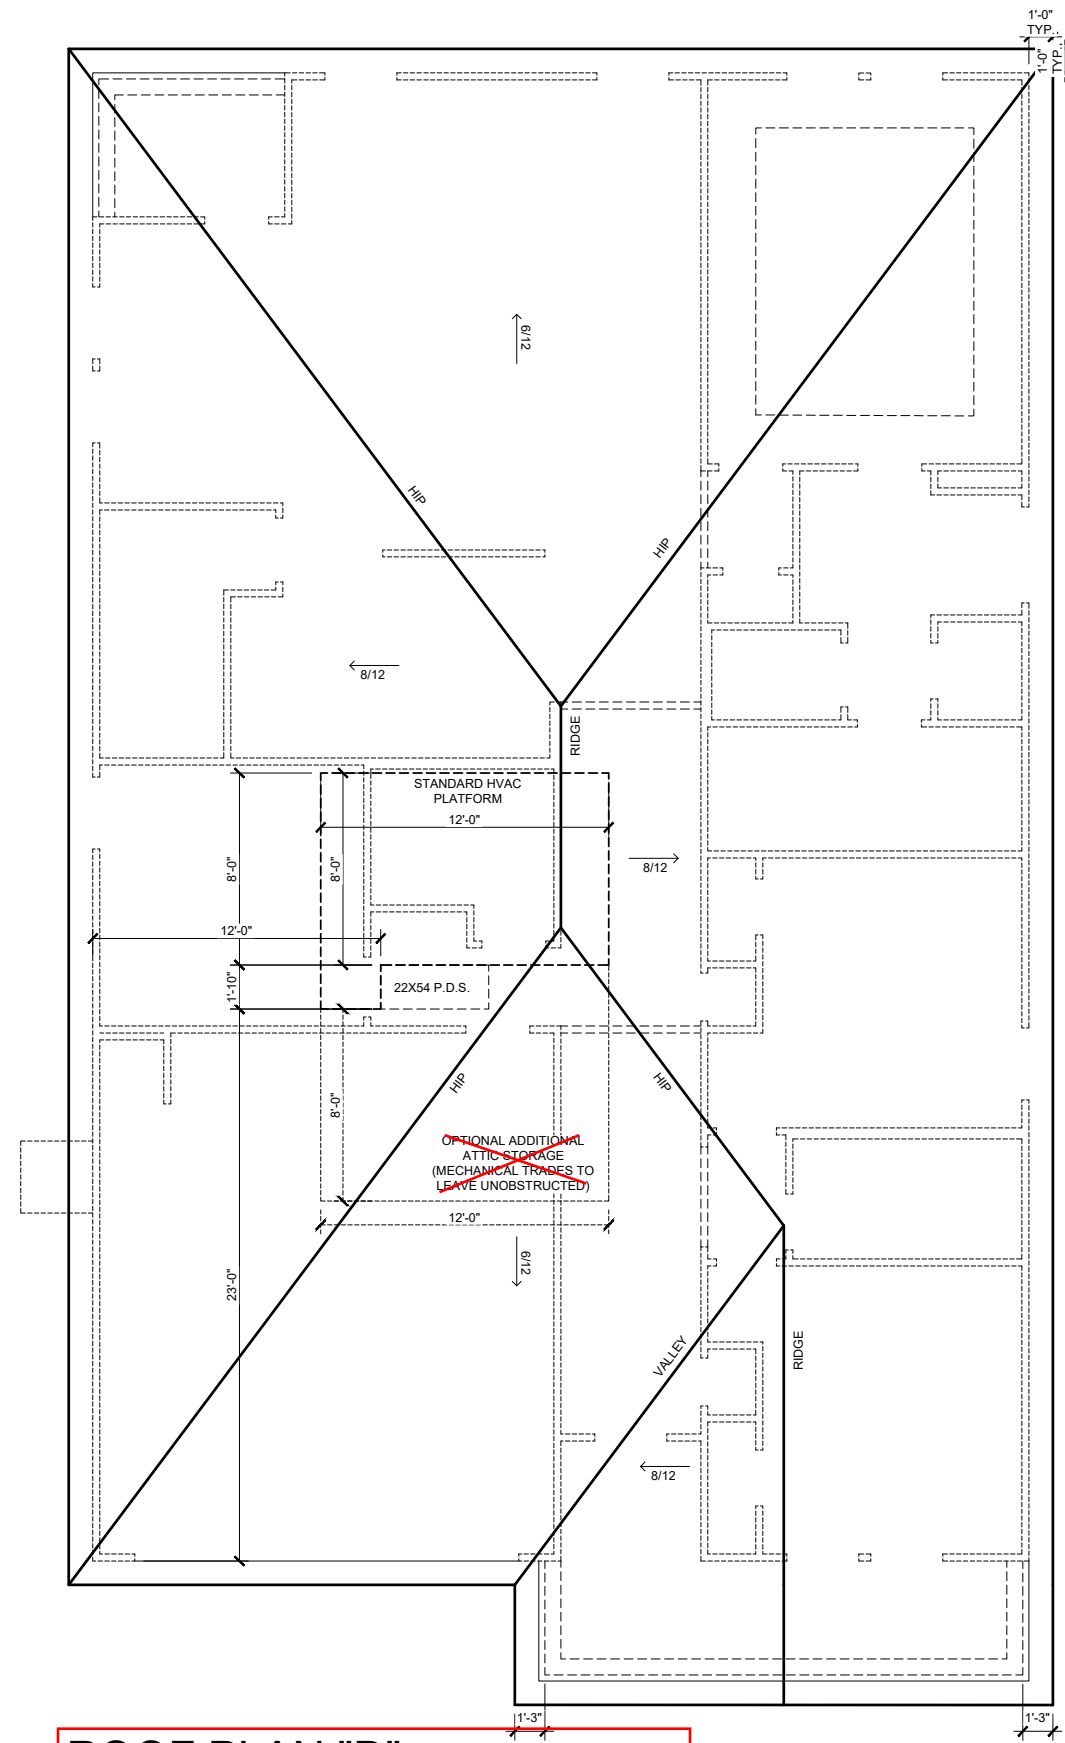 1'-0"
TYP.
1'-0"
TYP.
6/12
HIP
HIP
8/12
RIDGE
STANDARD HVAC
PLATFORM
12'-0"
8'-0"
8'-0"
8/12
12'-0"
1'-10"
22X54 P.D.S.
HIP
HIP
8'-0"
OPTIONAL ADDITIONAL
ATTIC STORAGE
(MECHANICAL TRADES TO
LEAVE UNOBSTRUCTED)
12'-0"
6/12
23'-0"
VALLEY
RIDGE
8/12
1'-3"
1'-3"
ROOF PLAN "B"